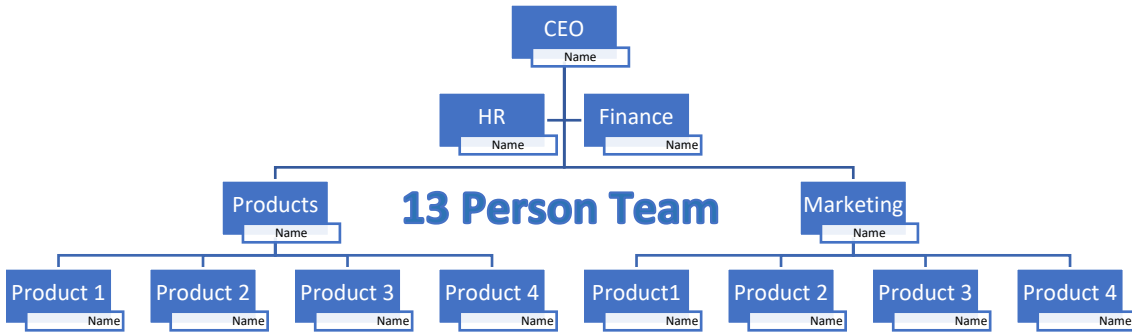 CEO
Name
HR
Finance
Name
Name
Products
13 Person Team
Marketing
Name
Name
Product 1
Product 2
Product 3
Product 4
Product1
Product 2
Product 3
Product 4
Name
Name
Name
Name
Name
Name
Name
Name